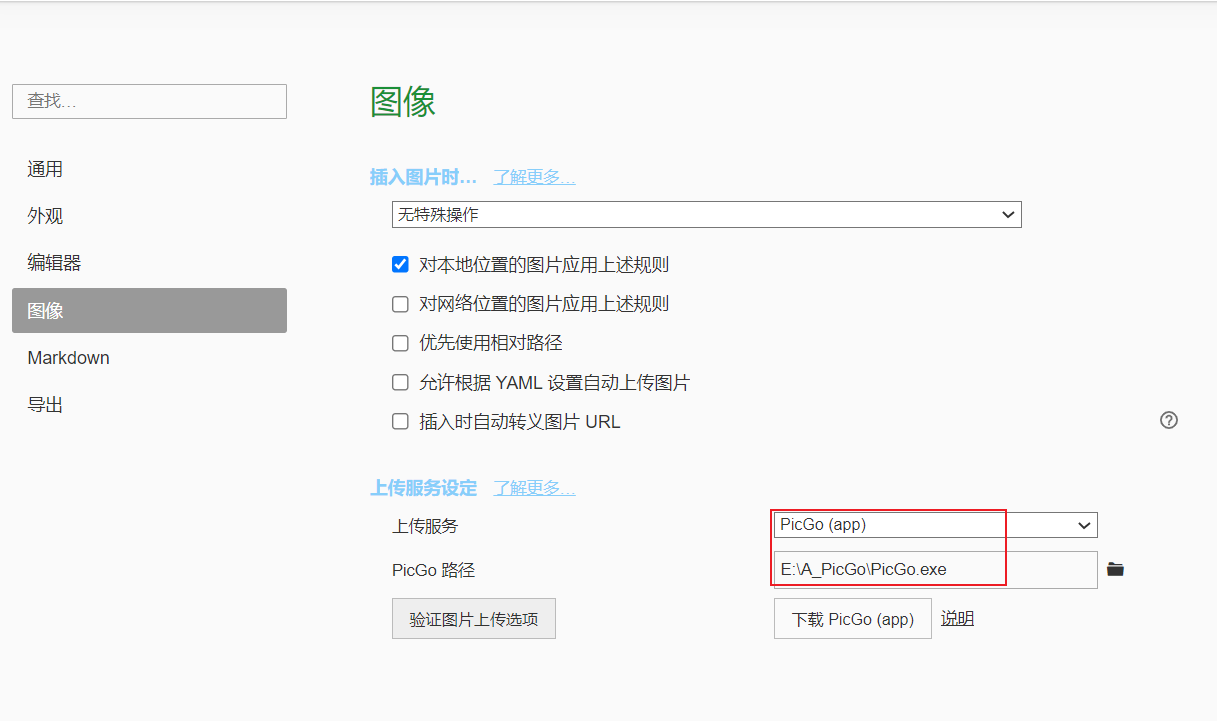 查找…
通用
外观
编辑器
图像
Markdown
导出
图像
插入图片时… 了解更多…
无特殊操作
对本地位置的图片应用上述规则
对网络位置的图片应用上述规则
优先使用相对路径
允许根据 YAML 设置自动上传图片
插入时自动转义图片 URL
上传服务设定 了解更多…
上传服务 PicGo (app)
PicGo 路径 E:\A_PicGo\PicGo.exe
验证图片上传选项 下载 PicGo (app) 说明